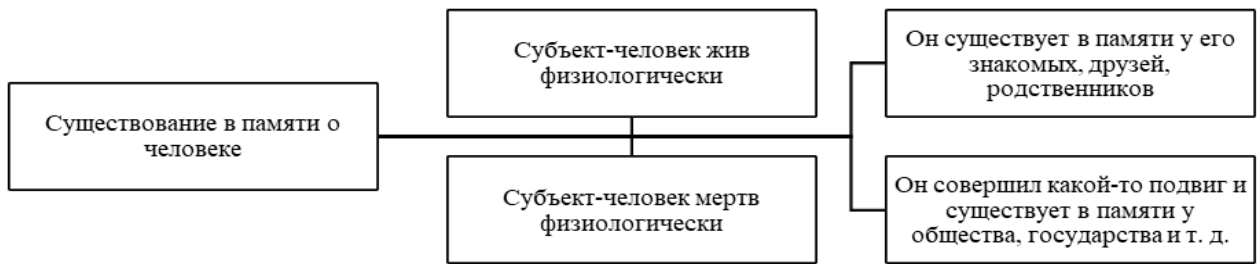 Существование в памяти о
человеке
Субъект-человек жив
физиологически
Субъект-человек мертв
физиологически
Он существует в памяти у его
знакомых, друзей,
родственников
Он совершил какой-то подвиг и
существует в памяти у
общества, государства и т. д.